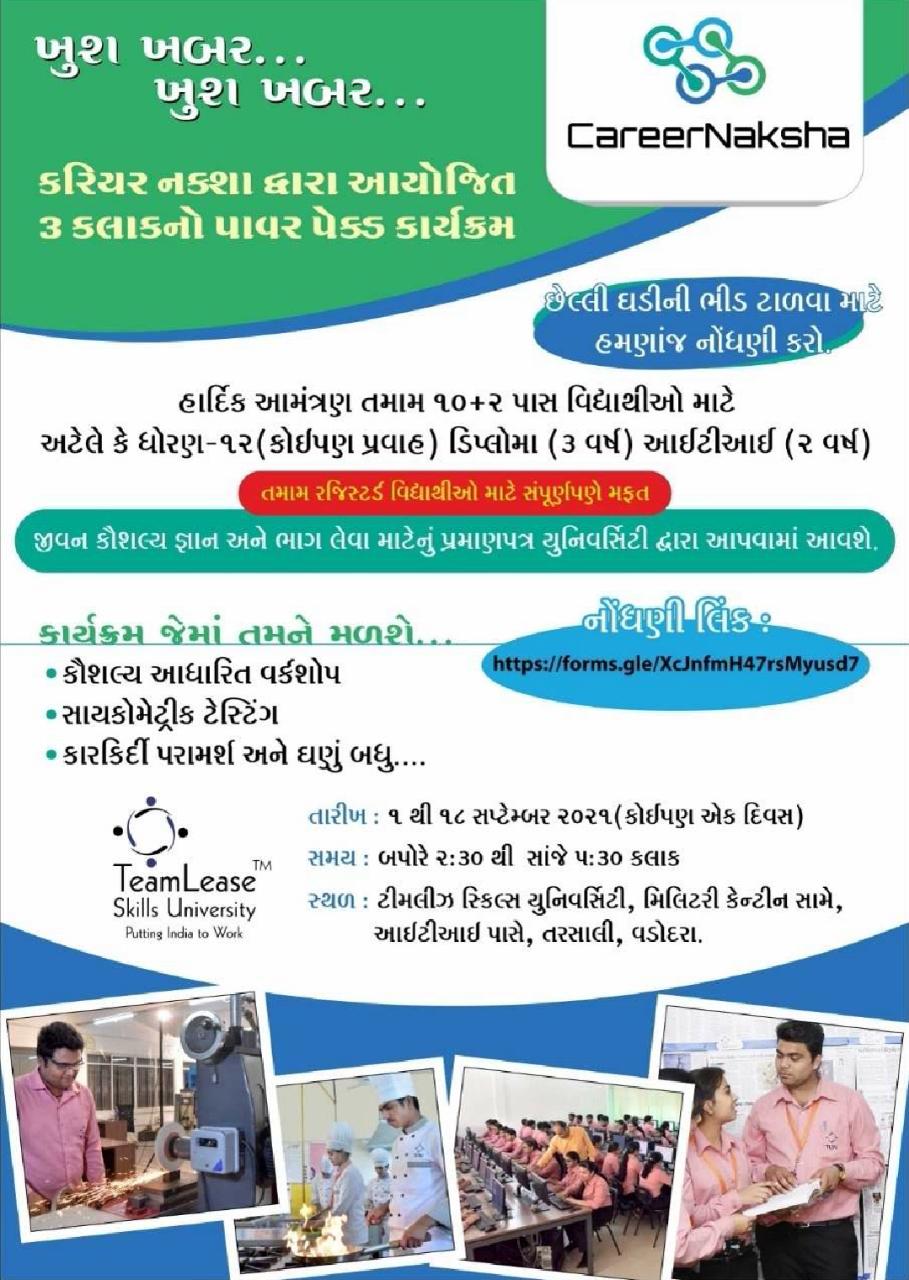 ખુશ ખબર...
ખુશ ખબર...
CareerNaksha
કરિયર નક્શા દ્વારા આયોજિત
૩ કલાકનો પાવર પેક્ડ કાર્યક્રમ
છેલ્લી ઘડીની ભીડ ટાળવા માટે
હમણાંજ નોંધણી કરો.
હાર્દિક આમંત્રણ તમામ ૧૦+૨ પાસ વિદ્યાથીઓ માટે
અટેલે કે ધોરણ-૧૨(કોઈપણ પ્રવાહ) ડિપ્લોમા (૩ વર્ષ) આઈટીઆઈ (૨ વર્ષ)
તમામ રજિસ્ટર્ડ વિદ્યાથીઓ માટે સંપૂર્ણપણે મફત
જીવન કૌશલ્ય જ્ઞાન અને ભાગ લેવા માટેનું પ્રમાણપત્ર યુનિવર્સિટી દ્વારા આપવામાં આવશે.
કાર્યક્રમ જેમાં તમને મળશે...
• કૌશલ્ય આધારિત વર્કશોપ
• સાયકોમેટ્રીક ટેસ્ટિંગ
• કારકિર્દી પરામર્શ અને ઘણું બધુ....
નોંધણી લિંક :
https://forms.gle/XcJnfmH47rsMyusd7
TeamLease™
Skills University
Putting India to Work
તારીખ : ૧ થી ૧૮ સપ્ટેમ્બર ૨૦૨૧(કોઈપણ એક દિવસ)
સમય : બપોરે ૨:૩૦ થી સાંજે ૫:૩૦ કલાક
સ્થળ : ટીમલીઝ સ્કિલ્સ યુનિવર્સિટી, મિલિટરી કેન્ટીન સામે,
આઈટીઆઈ પાસે, તરસાલી, વડોદરા.